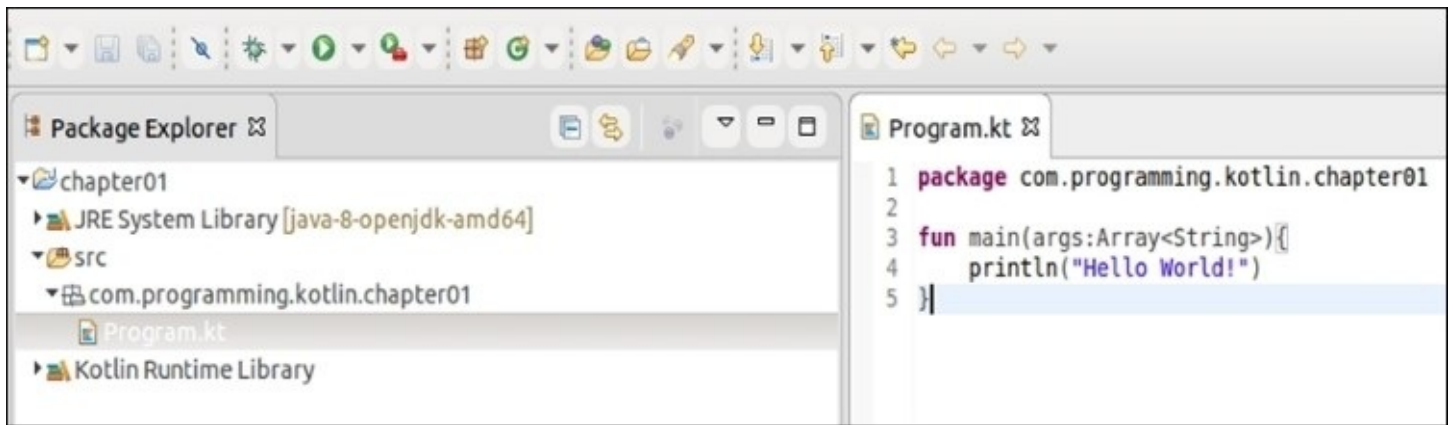 Package Explorer
chapter01
JRE System Library [java-8-openjdk-amd64]
src
com.programming.kotlin.chapter01
Program.kt
Kotlin Runtime Library
Program.kt
1 package com.programming.kotlin.chapter01
2
3 fun main(args:Array<String>){
4     println("Hello World!")
5 }